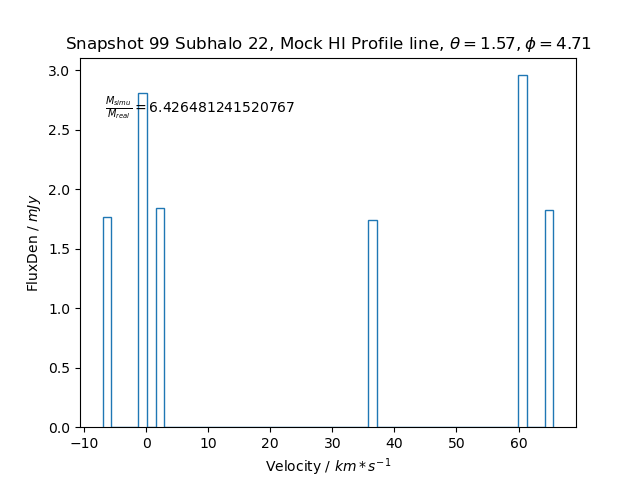 Snapshot 99 Subhalo 22, Mock HI Profile line, θ = 1.57, ϕ = 4.71
3.0
2.5
2.0
1.5
1.0
0.5
0.0
FluxDen / mJy
M_simu/M_real = 6.426481241520767
−10 0 10 20 30 40 50 60
Velocity / km * s⁻¹